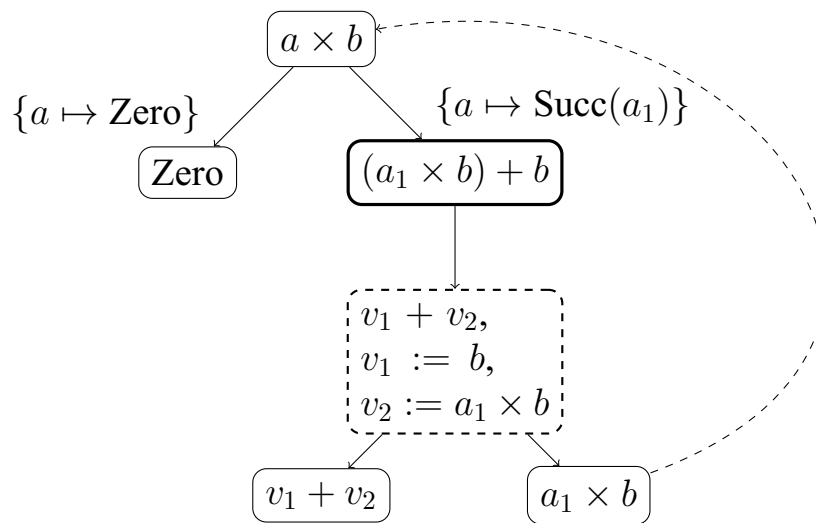 a × b
{a ↦ Zero}
{a ↦ Succ(a₁)}
Zero
(a₁ × b) + b
v₁ + v₂,
v₁ := b,
v₂ := a₁ × b
v₁ + v₂
a₁ × b